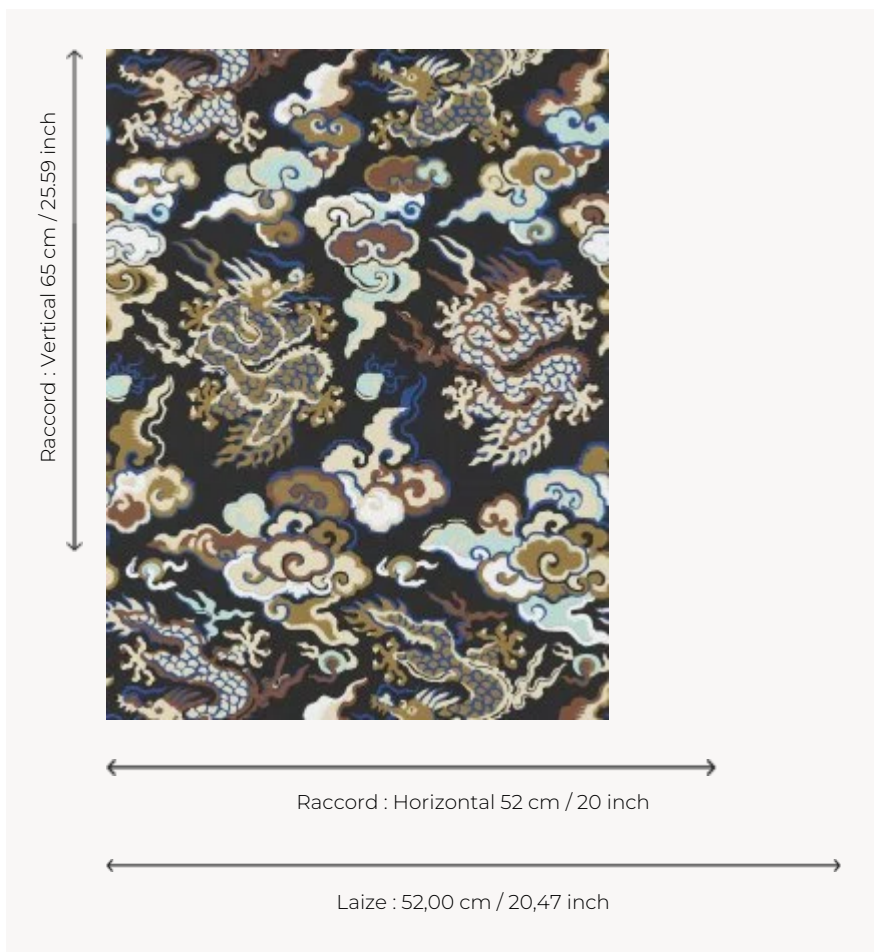 Raccord : Vertical 65 cm / 25.59 inch
Raccord : Horizontal 52 cm / 20 inch
Laize : 52,00 cm / 20,47 inch